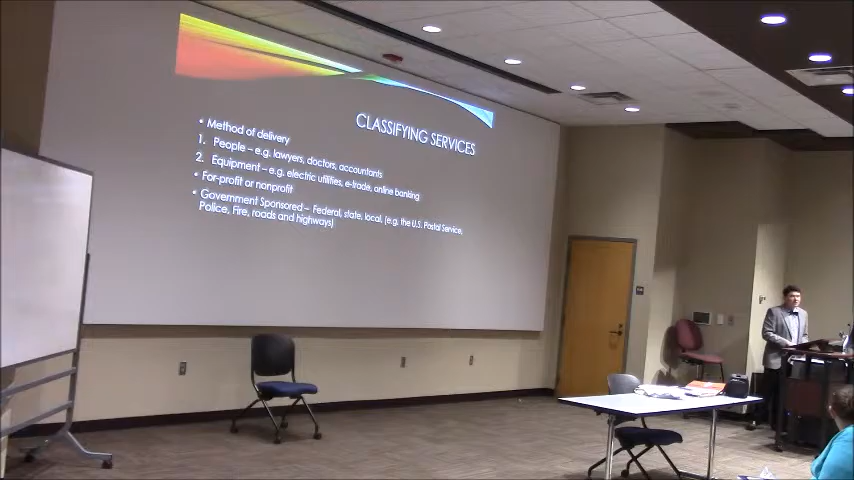 CLASSIFYING SERVICES
• Method of delivery
1. People – e.g. lawyers, doctors, accountants
2. Equipment – e.g. electric utilities, e-trade, online banking
• For-profit or nonprofit
• Government Sponsored – Federal, state, local, (e.g. the U.S. Postal Service,
Police, Fire, roads and highways)